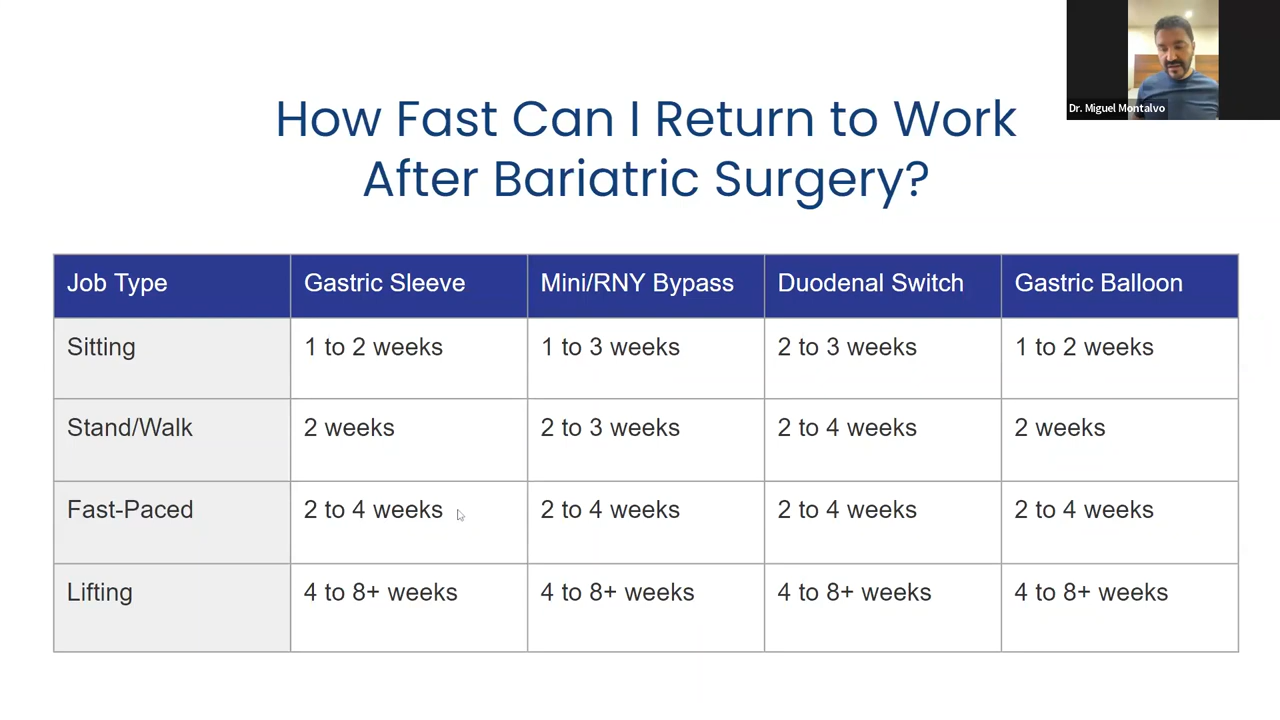 Dr. Miguel Montalvo
How Fast Can I Return to Work
After Bariatric Surgery?
Job Type Gastric Sleeve Mini/RNY Bypass Duodenal Switch Gastric Balloon
Sitting 1 to 2 weeks 1 to 3 weeks 2 to 3 weeks 1 to 2 weeks
Stand/Walk 2 weeks 2 to 3 weeks 2 to 4 weeks 2 weeks
Fast-Paced 2 to 4 weeks 2 to 4 weeks 2 to 4 weeks 2 to 4 weeks
Lifting 4 to 8+ weeks 4 to 8+ weeks 4 to 8+ weeks 4 to 8+ weeks